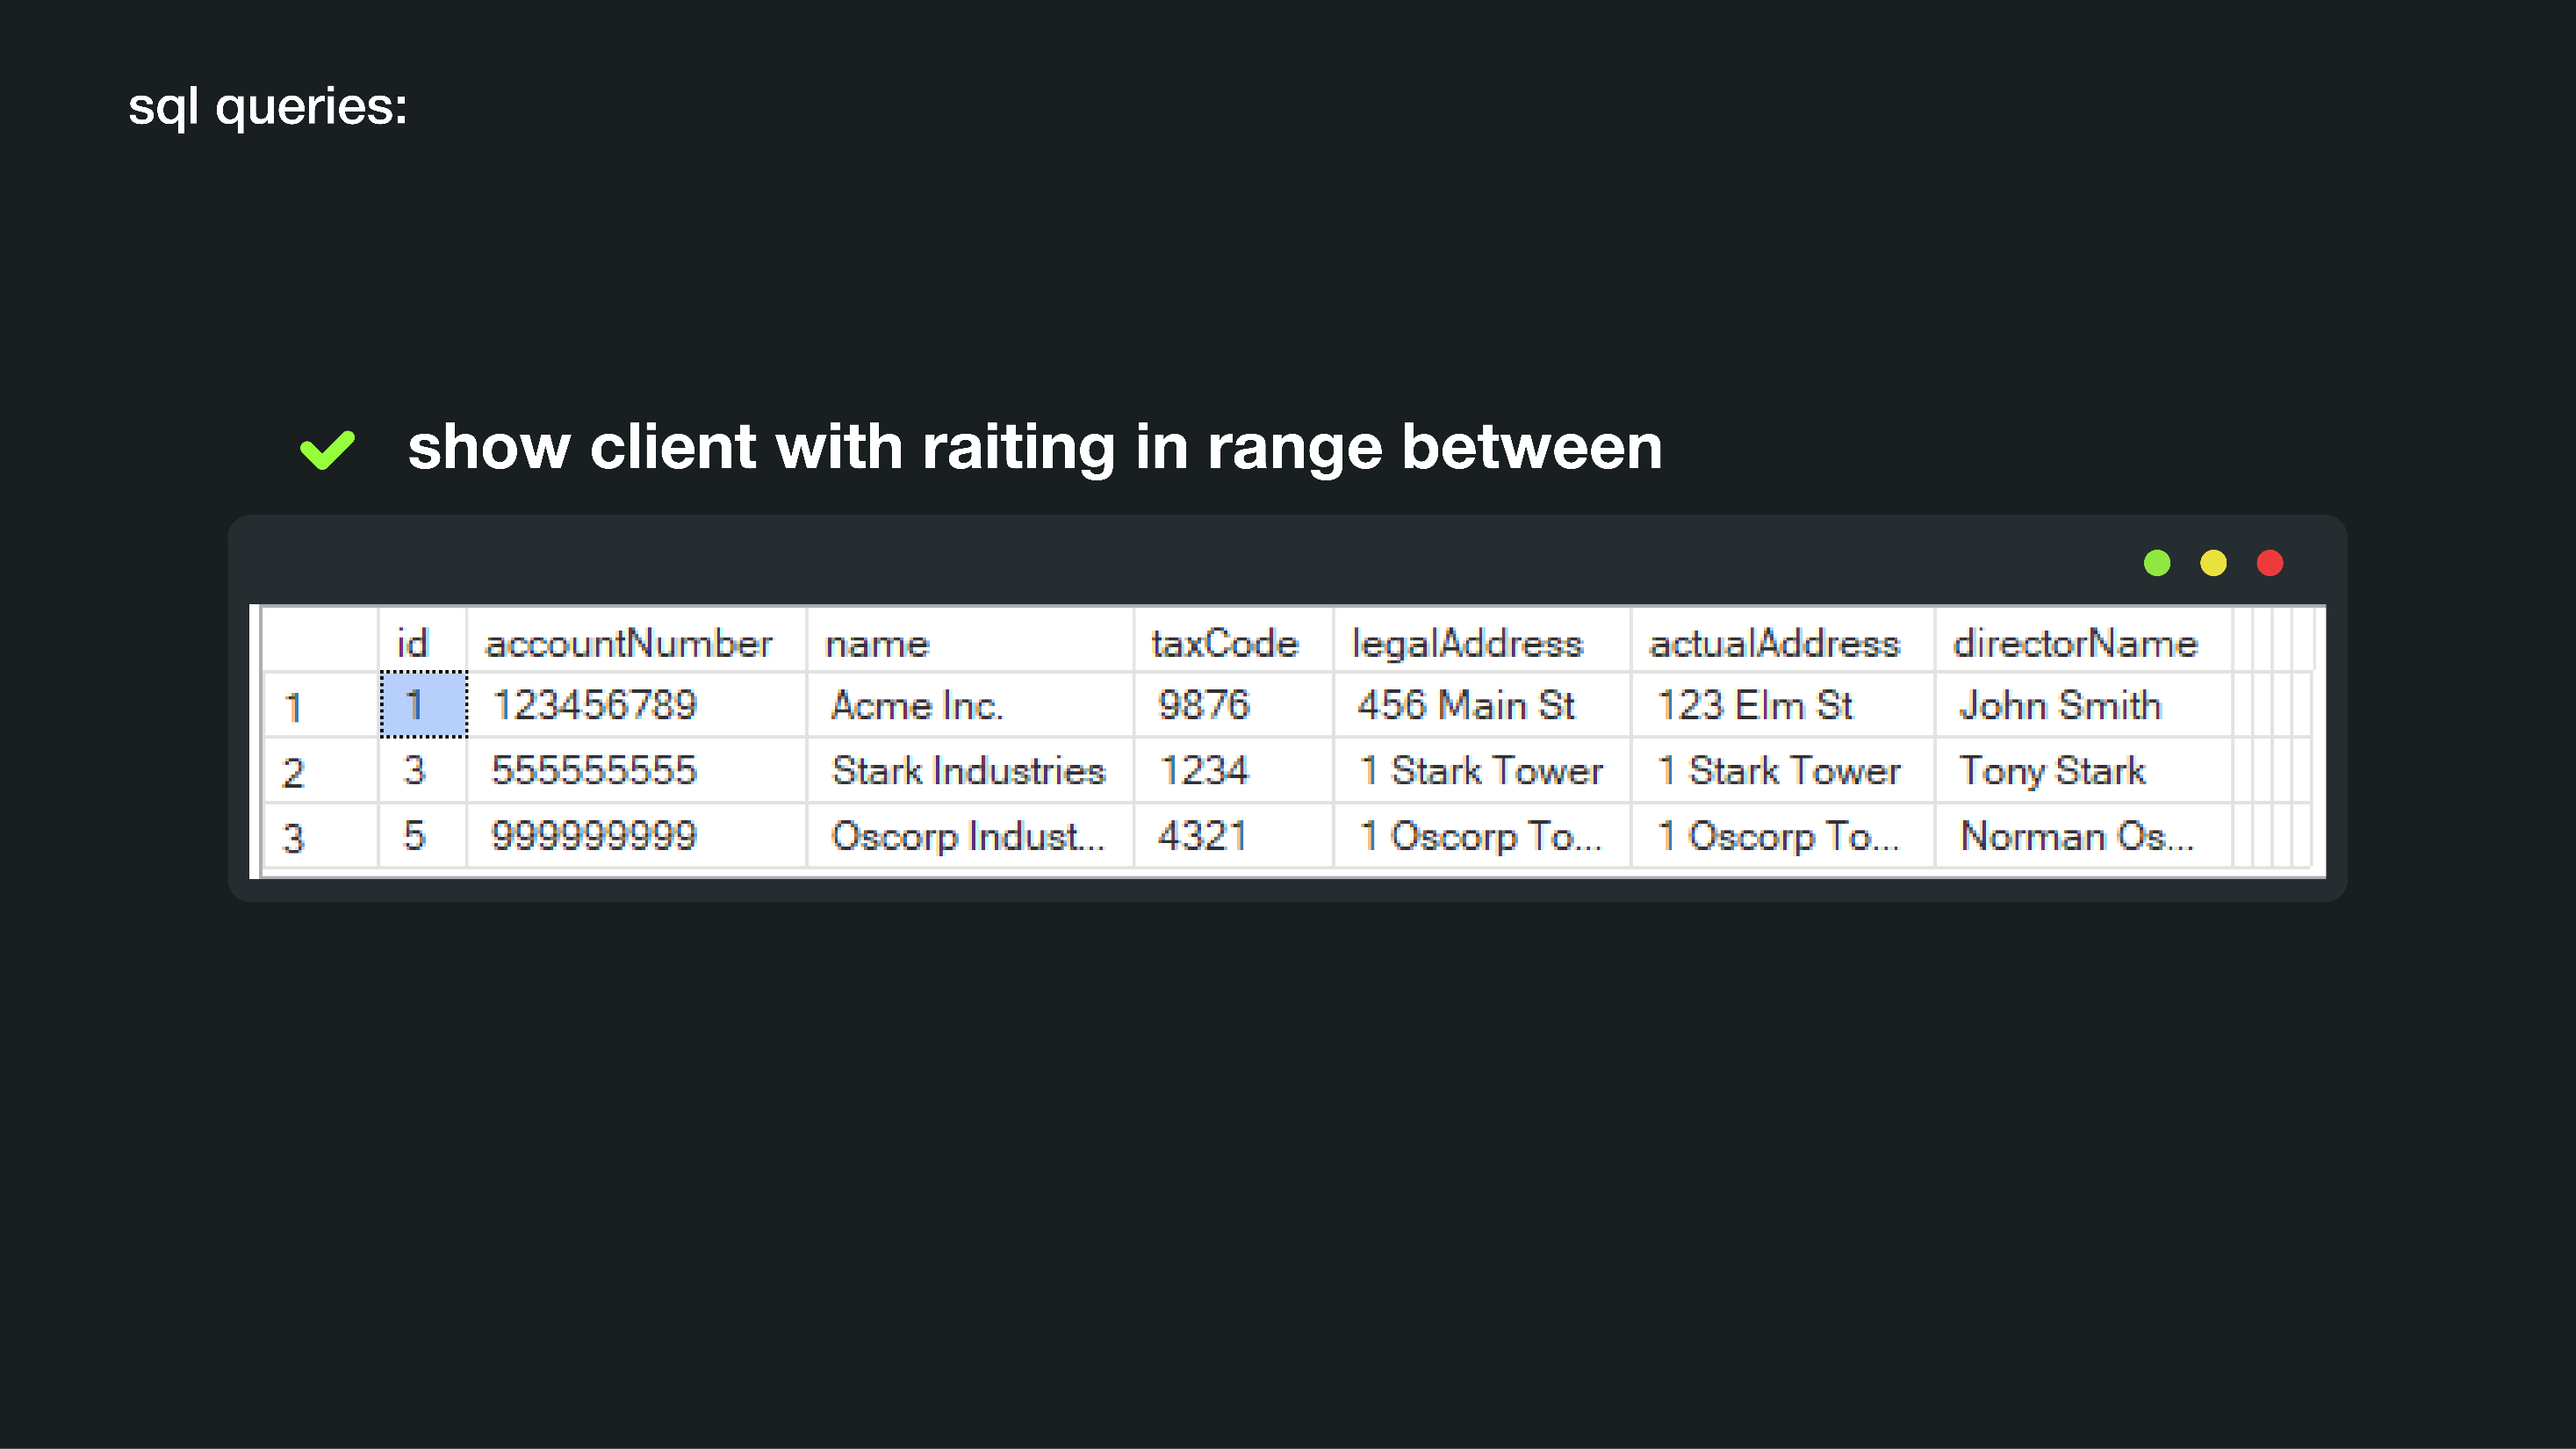 sql queries:
show client with raiting in range between
id accountNumber name taxCode legalAddress actualAddress directorName
1 1 123456789 Acme Inc. 9876 456 Main St 123 Elm St John Smith
2 3 555555555 Stark Industries 1234 1 Stark Tower 1 Stark Tower Tony Stark
3 5 999999999 Oscorp Indust... 4321 1 Oscorp To... 1 Oscorp To... Norman Os...